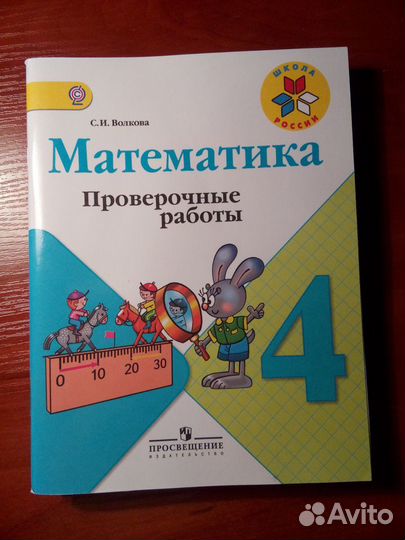 ШКОЛА
РОССИИ
С.И. Волкова
Математика
Проверочные
работы
4
0 10 20 30
ПРОСВЕЩЕНИЕ
ИЗДАТЕЛЬСТВО
Avito